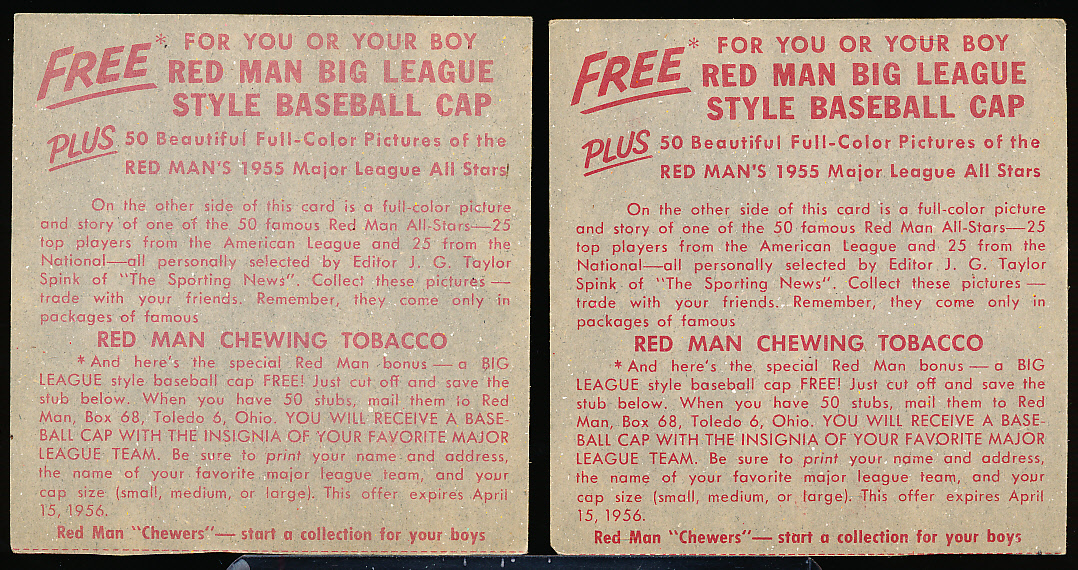 FREE* FOR YOU OR YOUR BOY
RED MAN BIG LEAGUE
STYLE BASEBALL CAP
PLUS 50 Beautiful Full-Color Pictures of the
RED MAN'S 1955 Major League All Stars!
On the other side of this card is a full-color picture
and story of one of the 50 famous Red Man All-Stars—25
top players from the American League and 25 from the
National—all personally selected by Editor J. G. Taylor
Spink of "The Sporting News". Collect these pictures—
trade with your friends. Remember, they come only in
packages of famous
RED MAN CHEWING TOBACCO
*And here's the special Red Man bonus—a BIG
LEAGUE style baseball cap FREE! Just cut off and save the
stub below. When you have 50 stubs, mail them to Red
Man, Box 68, Toledo 6, Ohio. YOU WILL RECEIVE A BASE-
BALL CAP WITH THE INSIGNIA OF YOUR FAVORITE MAJOR
LEAGUE TEAM. Be sure to print your name and address,
the name of your favorite major league team, and your
cap size (small, medium, or large). This offer expires April
15, 1956.
Red Man "Chewers"— start a collection for your boys
FREE* FOR YOU OR YOUR BOY
RED MAN BIG LEAGUE
STYLE BASEBALL CAP
PLUS 50 Beautiful Full-Color Pictures of the
RED MAN'S 1955 Major League All Stars
On the other side of this card is a full-color picture
and story of one of the 50 famous Red Man All-Stars—25
top players from the American League and 25 from the
National—all personally selected by Editor J. G. Taylor
Spink of "The Sporting News". Collect these pictures—
trade with your friends. Remember, they come only in
packages of famous
RED MAN CHEWING TOBACCO
*And here's the special Red Man bonus—a BIG
LEAGUE style baseball cap FREE! Just cut off and save the
stub below. When you have 50 stubs, mail them to Red
Man, Box 68, Toledo 6, Ohio. YOU WILL RECEIVE A BASE-
BALL CAP WITH THE INSIGNIA OF YOUR FAVORITE MAJOR
LEAGUE TEAM. Be sure to print your name and address,
the name of your favorite major league team, and your
cap size (small, medium, or large). This offer expires April
15, 1956.
Red Man "Chewers"— start a collection for your boys